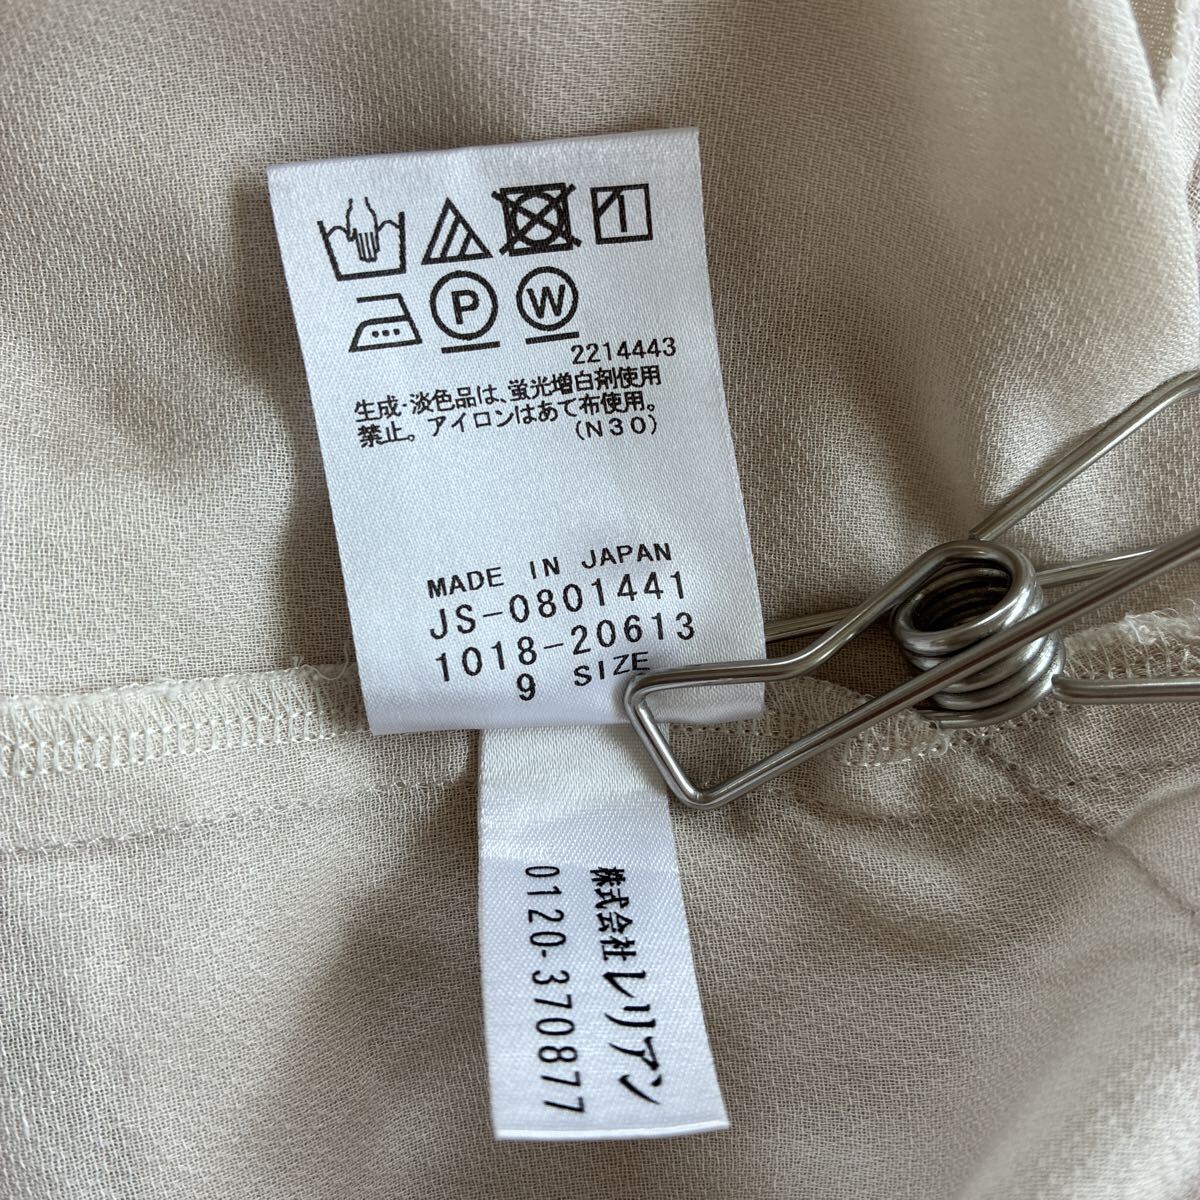 P W
2214443
生成・淡色品は、蛍光増白剤使用
禁止。アイロンはあて布使用。
(N30)
MADE IN JAPAN
JS-0801441
1018-20613
9 SIZE
株式会社レリアン
0120-370877